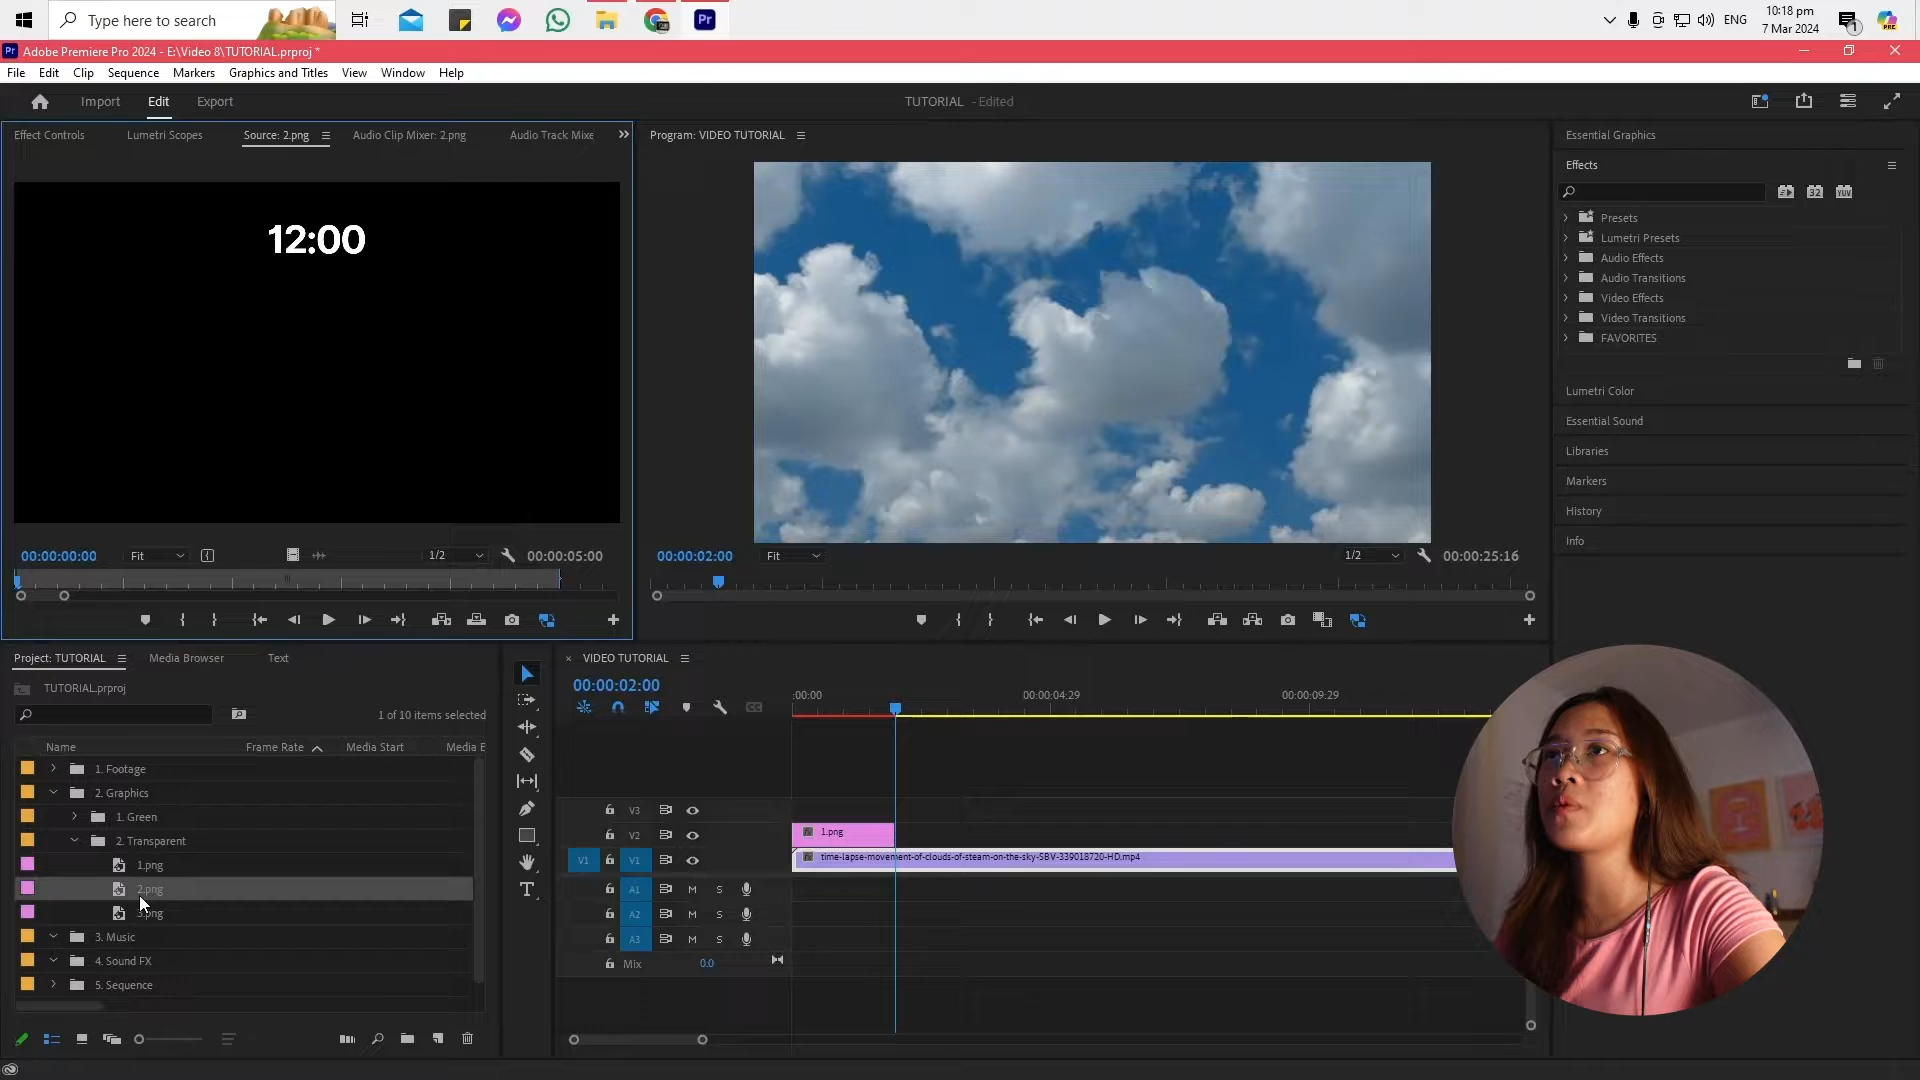 Type here to search
Pr
ENG
10:18 pm
7 Mar 2024
1
PRE
Pr Adobe Premiere Pro 2024 - E:\Video 8\TUTORIAL.prproj *
File Edit Clip Sequence Markers Graphics and Titles View Window Help
Import Edit Export
TUTORIAL - Edited
Effect Controls Lumetri Scopes Source: 2.png Audio Clip Mixer: 2.png Audio Track Mixe
Program: VIDEO TUTORIAL
12:00
00:00:00:00 Fit 1/2 00:00:05:00
00:00:02:00 Fit 1/2 00:00:25:16
Essential Graphics
Effects
32 YUV
Presets
Lumetri Presets
Audio Effects
Audio Transitions
Video Effects
Video Transitions
FAVORITES
Lumetri Color
Essential Sound
Libraries
Markers
History
Info
Project: TUTORIAL Media Browser Text
TUTORIAL.prproj
1 of 10 items selected
Name Frame Rate Media Start Media E
1. Footage
2. Graphics
1. Green
2. Transparent
1.png
2.png
3.png
3. Music
4. Sound FX
5. Sequence
× VIDEO TUTORIAL
00:00:02:00
:00:00 00:00:04:29 00:00:09:29
V3
V2 1.png
V1 V1 time-lapse-movement-of-clouds-of-steam-on-the-sky-SBV-339018720-HD.mp4
A1 M S
A2 M S
A3 M S
Mix 0.0